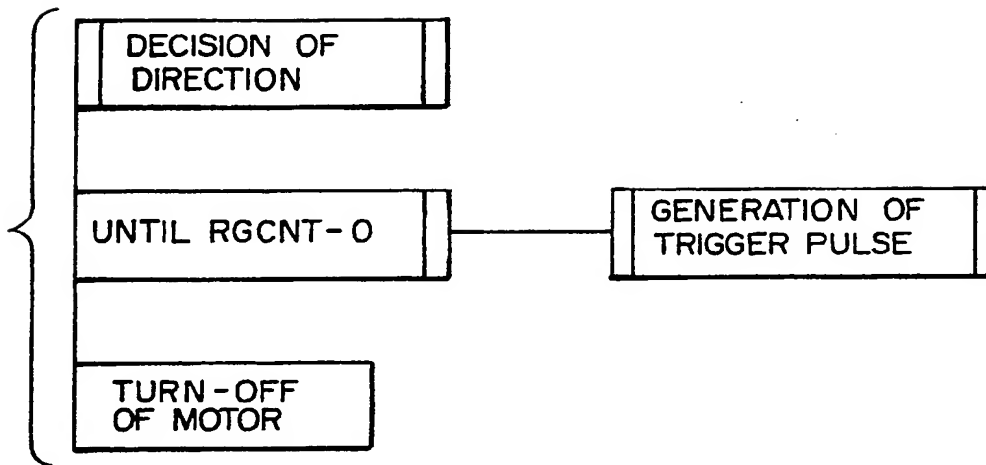 DECISION OF
DIRECTION
UNTIL RGCNT-0
GENERATION OF
TRIGGER PULSE
TURN-OFF
OF MOTOR